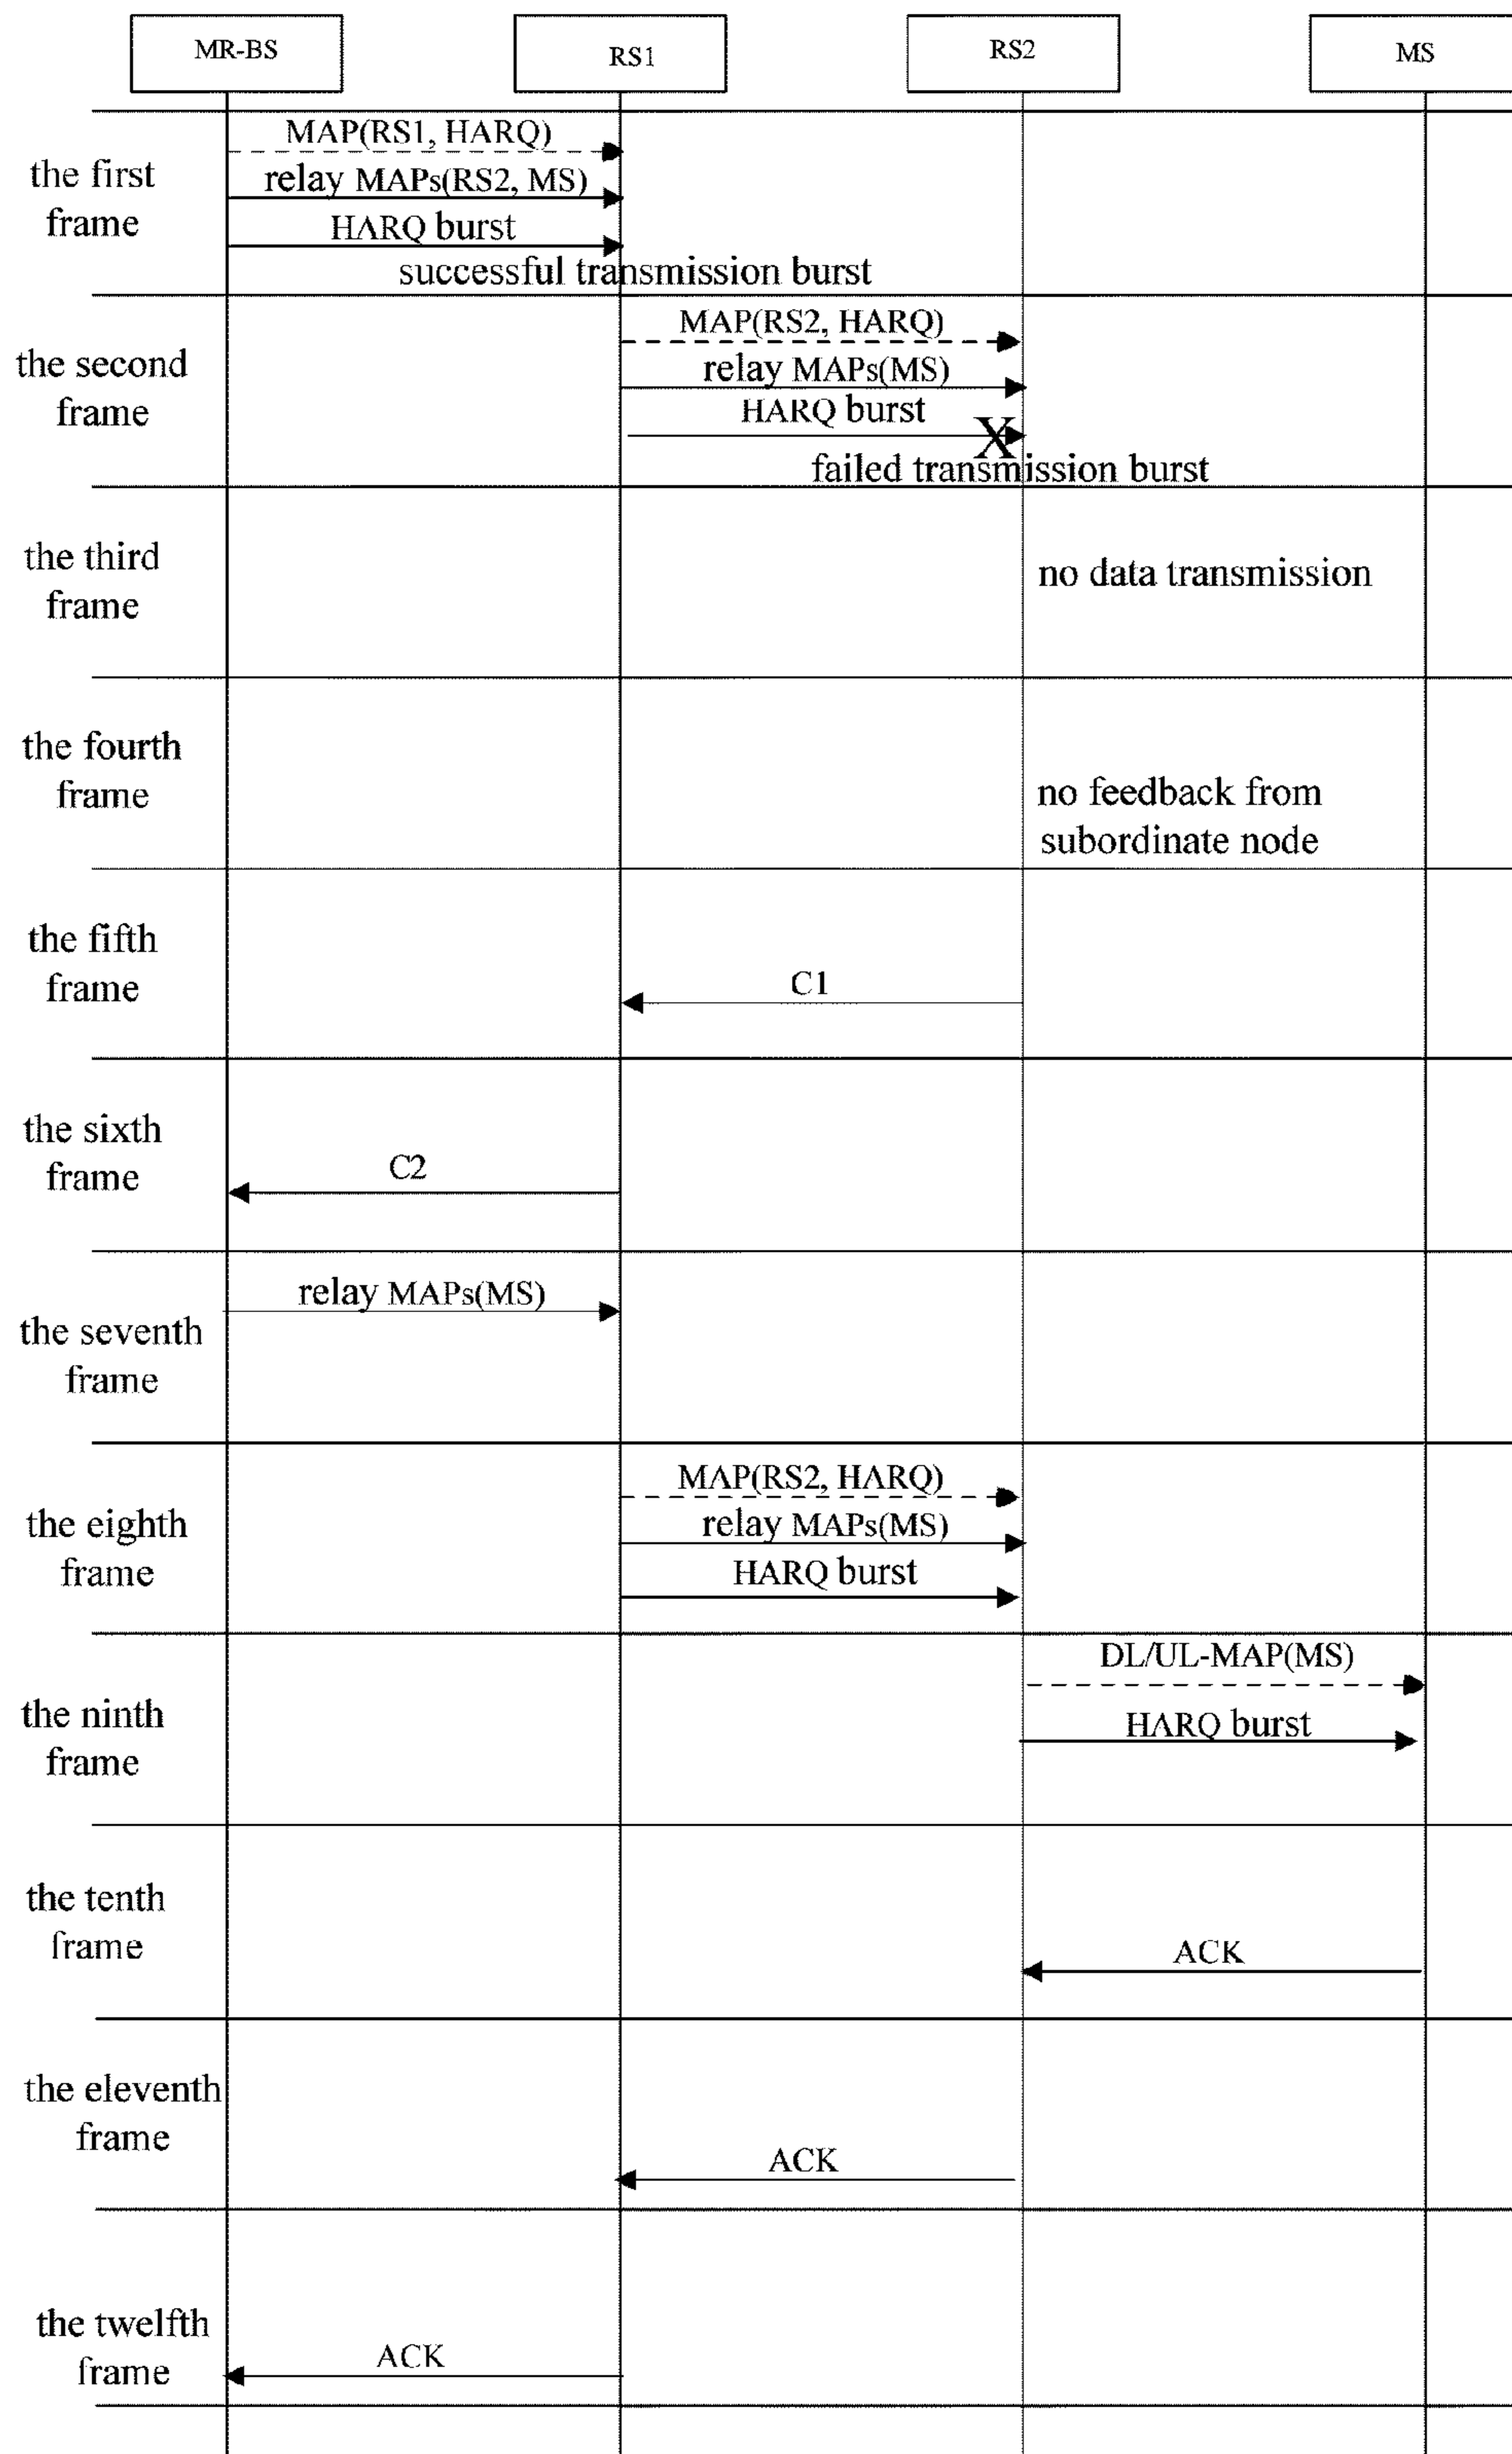 MR-BS
RS1
RS2
MS
the first
frame
MAP(RS1, HARQ)
relay MAPs(RS2, MS)
HARQ burst
successful transmission burst
the second
frame
MAP(RS2, HARQ)
relay MAPs(MS)
HARQ burst
X
failed transmission burst
the third
frame
no data transmission
the fourth
frame
no feedback from
subordinate node
the fifth
frame
C1
the sixth
frame
C2
the seventh
frame
relay MAPs(MS)
the eighth
frame
MAP(RS2, HARQ)
relay MAPs(MS)
HARQ burst
the ninth
frame
DL/UL-MAP(MS)
HARQ burst
the tenth
frame
ACK
the eleventh
frame
ACK
the twelfth
frame
ACK